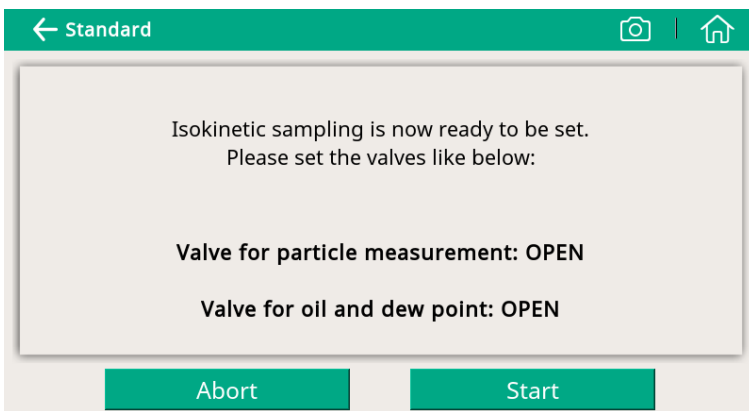 Standard
Isokinetic sampling is now ready to be set.
Please set the valves like below:
Valve for particle measurement: OPEN
Valve for oil and dew point: OPEN
Abort
Start